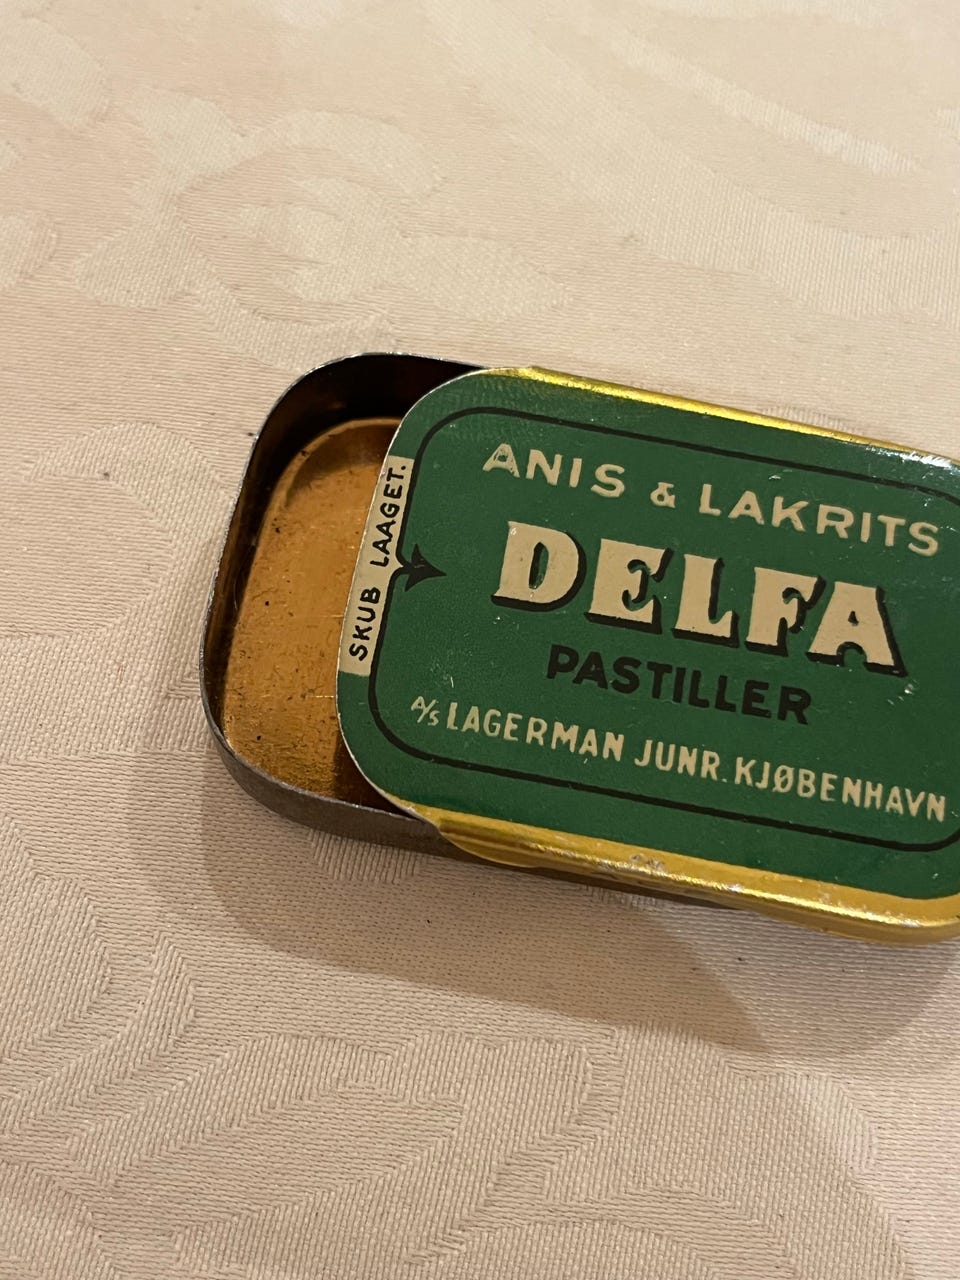 ANIS & LAKRITS
DELFA
PASTILLER
A/S LAGERMAN JUNR. KJØBENHAVN
SKUB LAAGET.